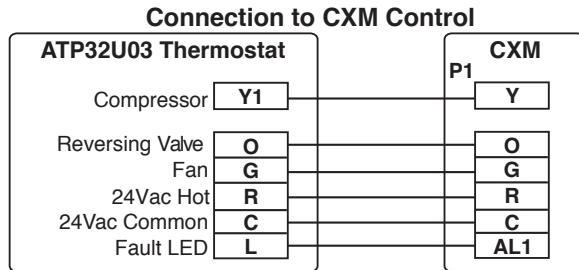 Connection to CXM Control
ATP32U03 Thermostat CXM
P1
Compressor Y1 Y
Reversing Valve O O
Fan G G
24Vac Hot R R
24Vac Common C C
Fault LED L AL1